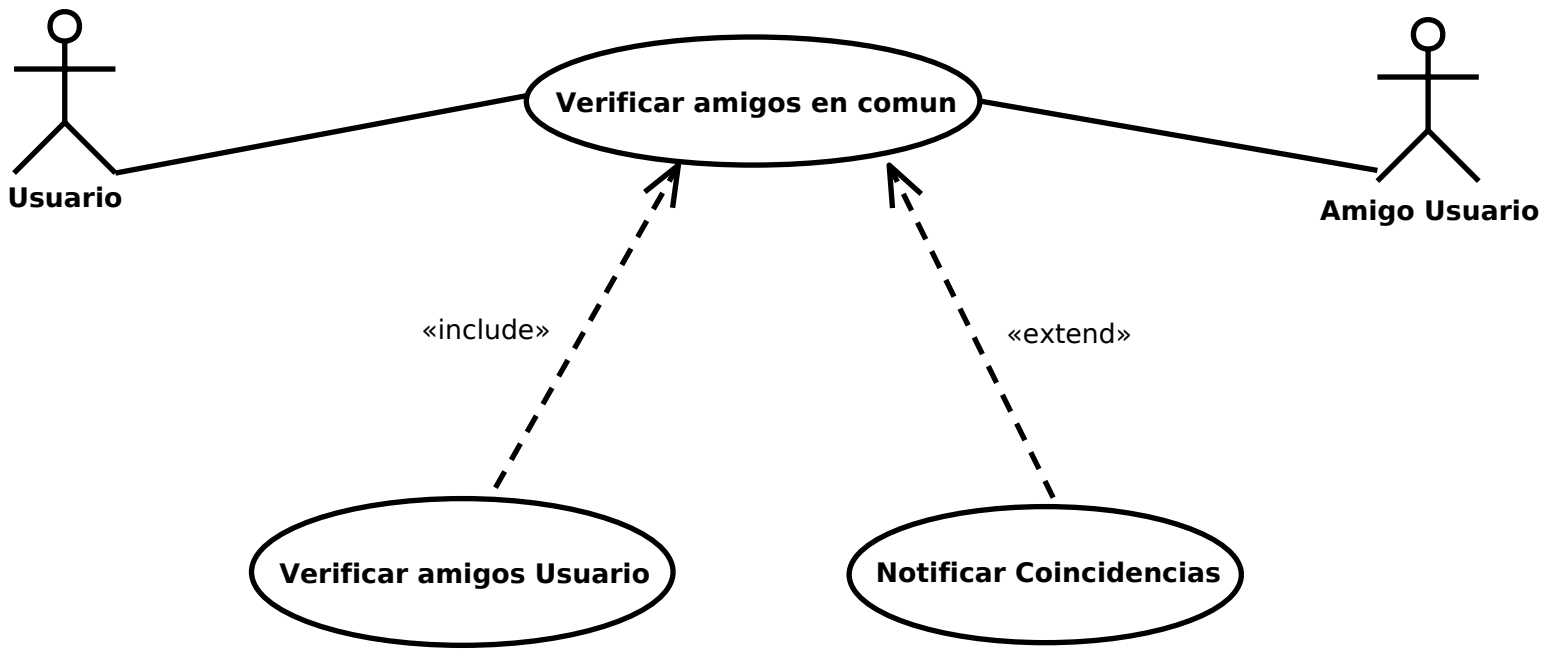 Verificar amigos en comun
Usuario
Amigo Usuario
«include»
«extend»
Verificar amigos Usuario
Notificar Coincidencias